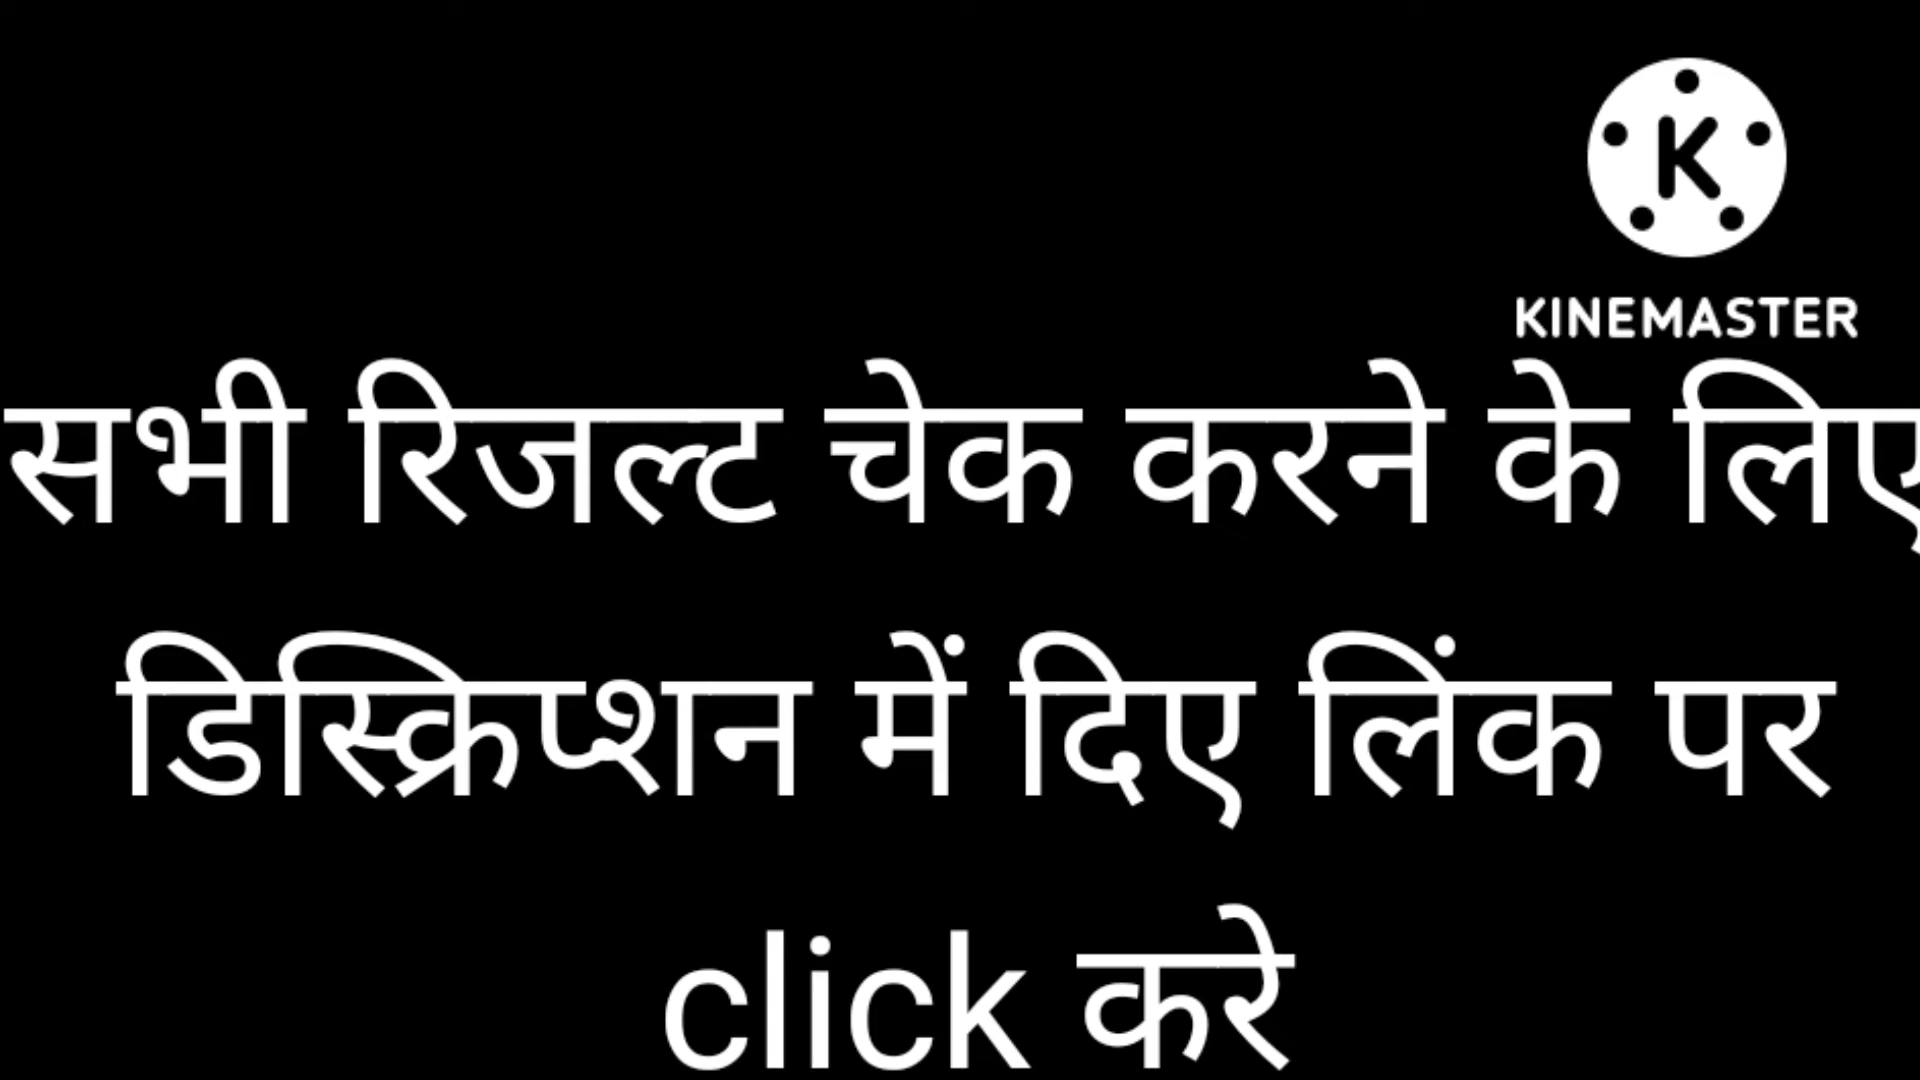 K
KINEMASTER
सभी रिजल्ट चेक करने के लिए
डिस्क्रिप्शन में दिए लिंक पर
click करे